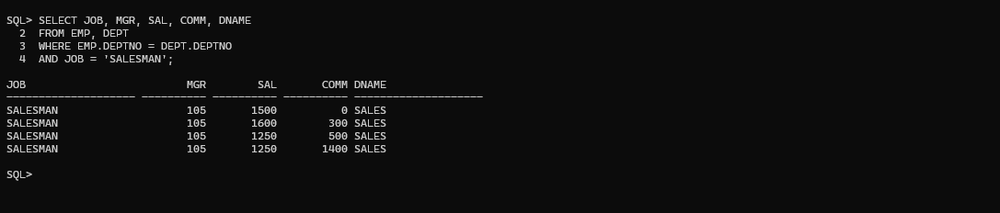 SQL> SELECT JOB, MGR, SAL, COMM, DNAME
  2  FROM EMP, DEPT
  3  WHERE EMP.DEPTNO = DEPT.DEPTNO
  4  AND JOB = 'SALESMAN';
JOB                         MGR        SAL       COMM DNAME
-------------------- ---------- ---------- ---------- --------------------
SALESMAN                    105       1500          0 SALES
SALESMAN                    105       1600        300 SALES
SALESMAN                    105       1250        500 SALES
SALESMAN                    105       1250       1400 SALES
SQL>